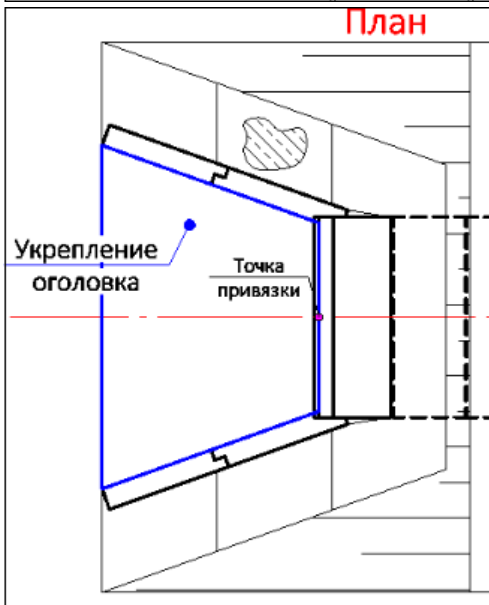 План
Укрепление
оголовка
Точка
привязки